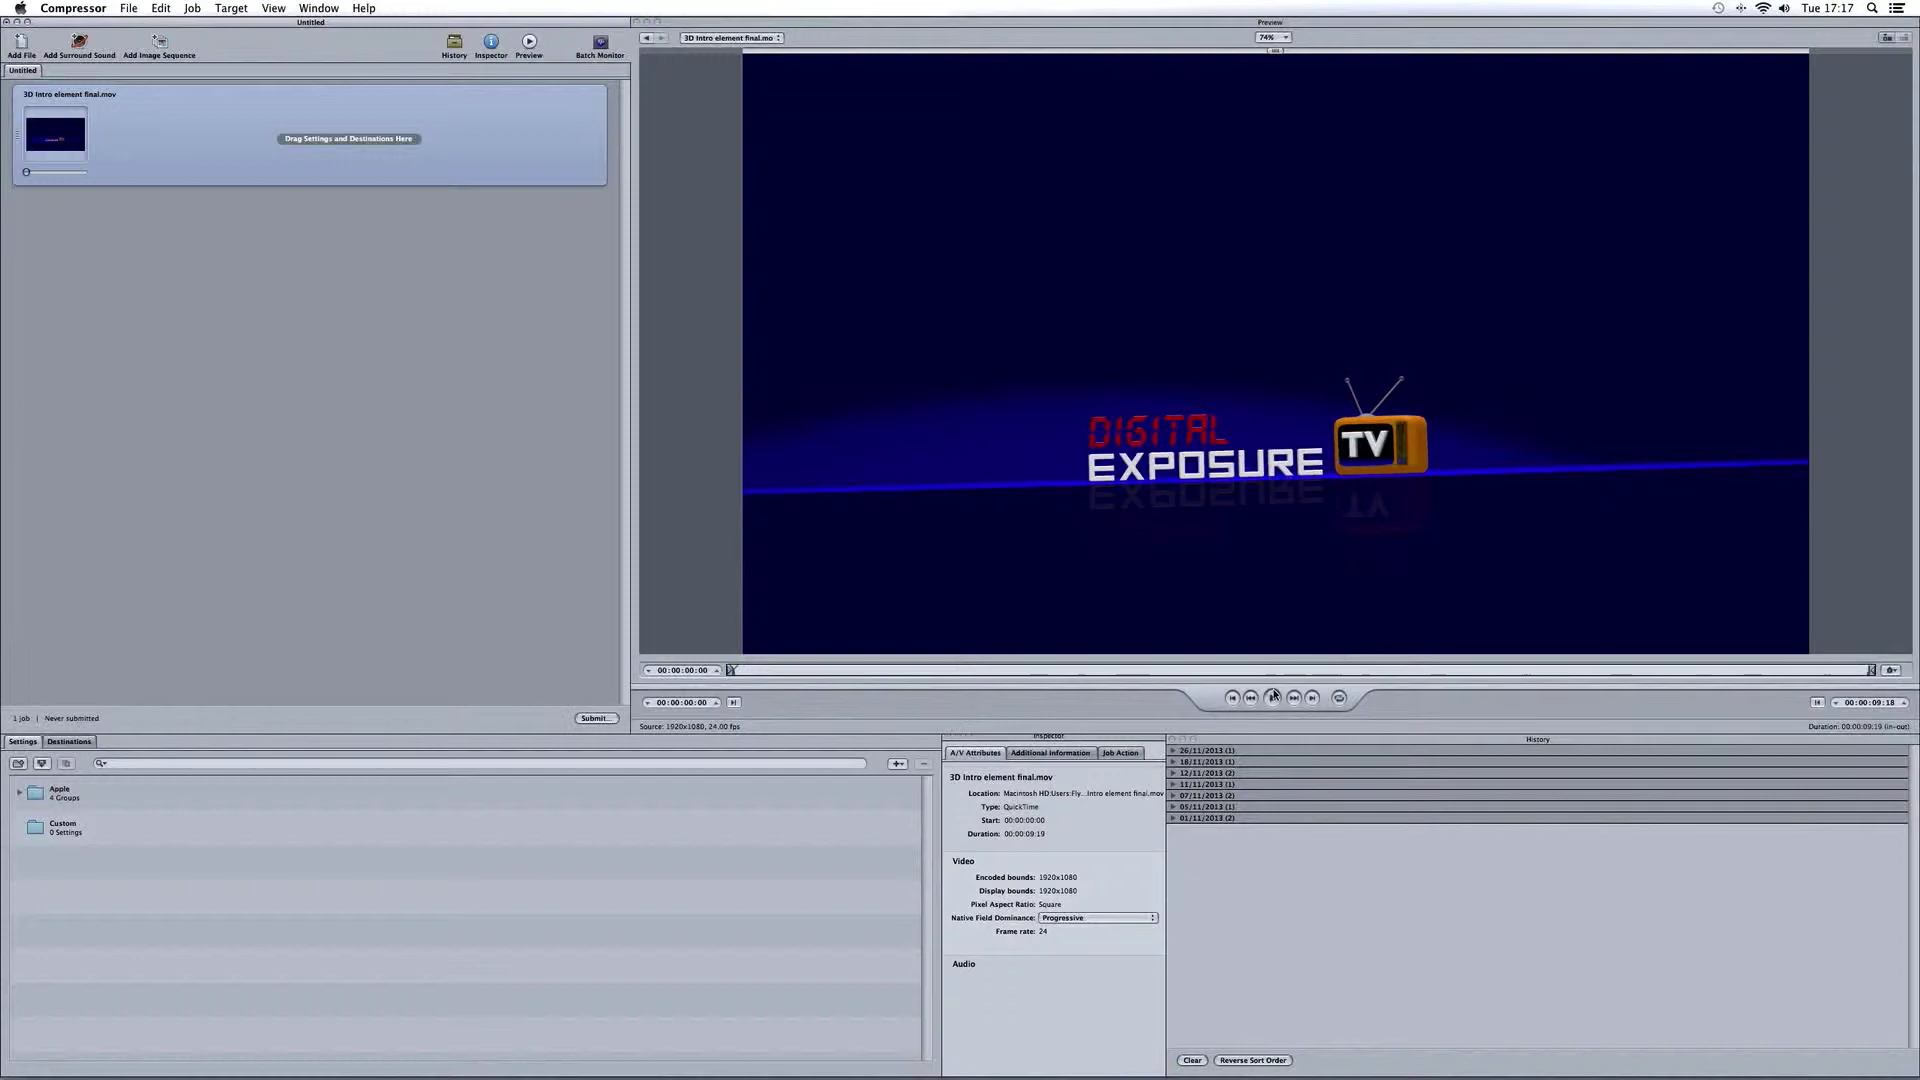 Compressor File Edit Job Target View Window Help
Tue 17:17
Untitled
Add File Add Surround Sound Add Image Sequence History Inspector Preview Batch Monitor
Untitled
3D Intro element final.mov
Drag Settings and Destinations Here
1 job | Never submitted Submit...
Preview
3D Intro element final.mo 74%
DIGITAL
EXPOSURE TV
00:00:00:00
00:00:00:00 00:00:09:18
Source: 1920x1080, 24.00 fps Duration: 00:00:09:19 (in-out)
Settings Destinations
Apple
4 Groups
Custom
0 Settings
Inspector
A/V Attributes Additional Information Job Action
3D Intro element final.mov
Location: Macintosh HD:Users:Fly...Intro element final.mov
Type: QuickTime
Start: 00:00:00:00
Duration: 00:00:09:19
Video
Encoded bounds: 1920x1080
Display bounds: 1920x1080
Pixel Aspect Ratio: Square
Native Field Dominance: Progressive
Frame rate: 24
Audio
History
26/11/2013 (1)
18/11/2013 (1)
12/11/2013 (2)
11/11/2013 (1)
07/11/2013 (2)
05/11/2013 (1)
01/11/2013 (2)
Clear Reverse Sort Order